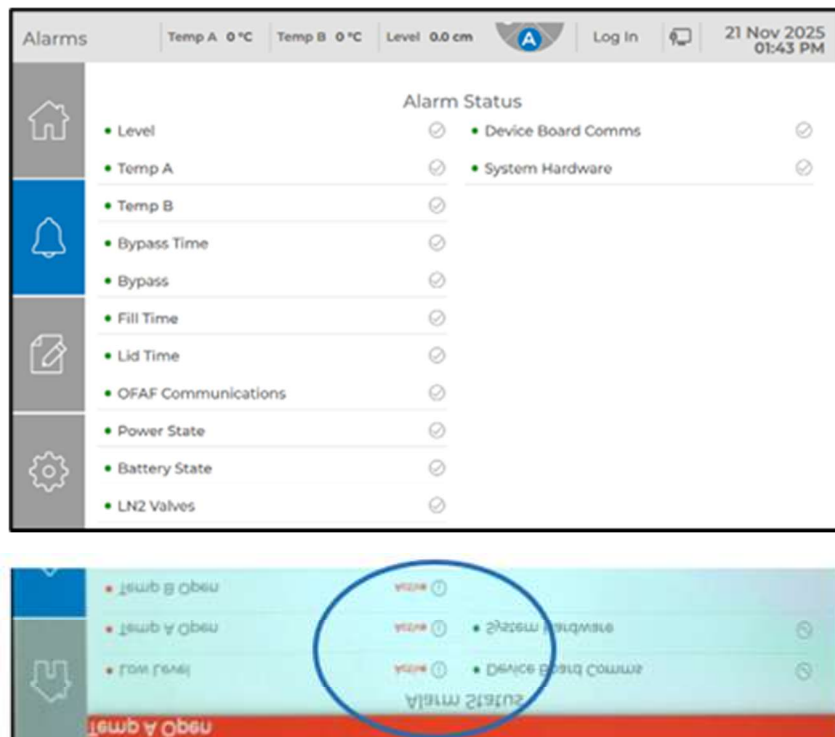 Alarms Temp A 0 °C Temp B 0 °C Level 0.0 cm A Log In 21 Nov 2025
01:43 PM
Alarm Status
• Level • Device Board Comms
• Temp A • System Hardware
• Temp B
• Bypass Time
• Bypass
• Fill Time
• Lid Time
• OFAF Communications
• Power State
• Battery State
• LN2 Valves
Temp A Open
Alarm Status
• Low Level Active • Device Board Comms
• Temp A Open Active • System Hardware
• Temp B Open Active